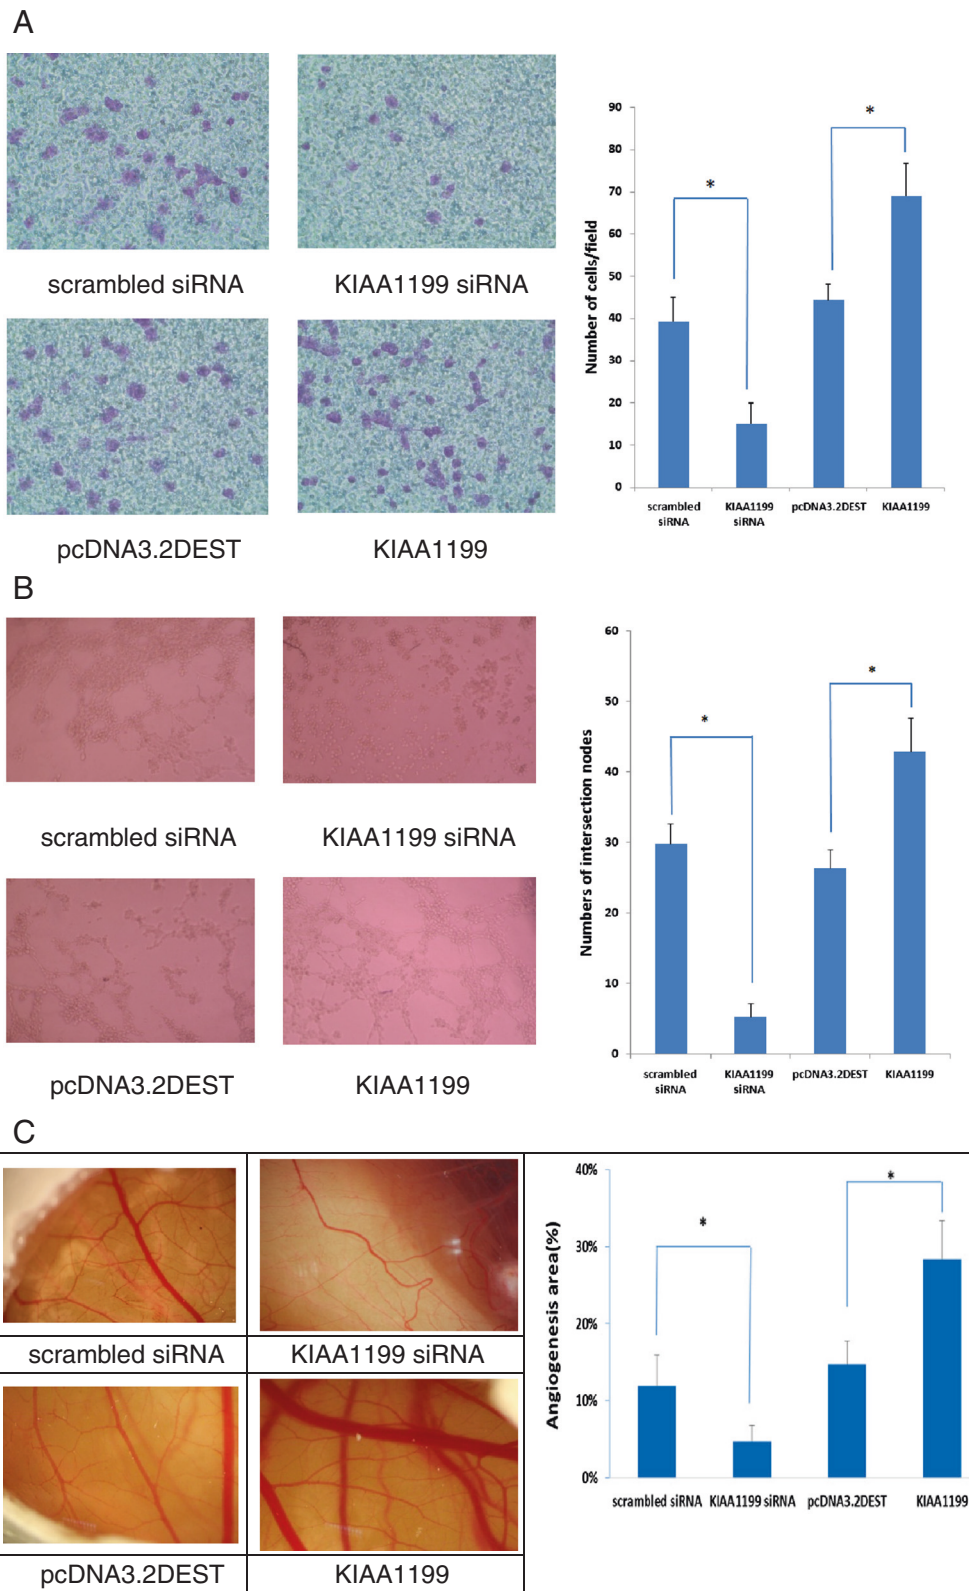 A
scrambled siRNA
KIAA1199 siRNA
pcDNA3.2DEST
KIAA1199
Number of cells/field
90
80
70
60
50
40
30
20
10
0
*
*
scrambled siRNA
KIAA1199 siRNA
pcDNA3.2DEST
KIAA1199
B
scrambled siRNA
KIAA1199 siRNA
pcDNA3.2DEST
KIAA1199
Numbers of intersection nodes
60
50
40
30
20
10
0
*
*
scrambled siRNA
KIAA1199 siRNA
pcDNA3.2DEST
KIAA1199
C
scrambled siRNA
KIAA1199 siRNA
pcDNA3.2DEST
KIAA1199
Angiogenesis area(%)
40%
30%
20%
10%
0%
*
*
scrambled siRNA
KIAA1199 siRNA
pcDNA3.2DEST
KIAA1199